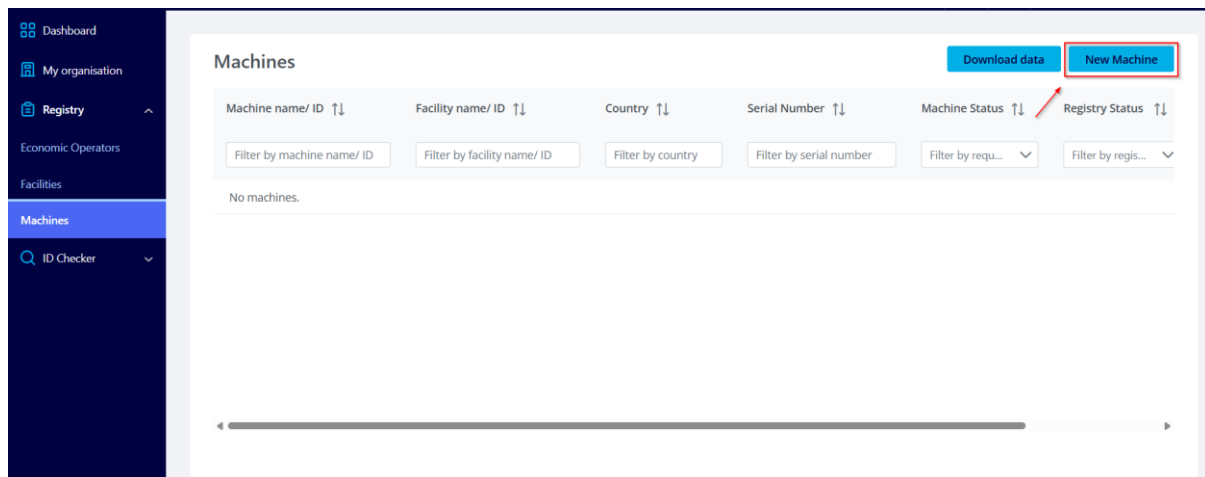 Dashboard
My organisation
Registry
Economic Operators
Facilities
Machines
ID Checker
Machines
Download data
New Machine
Machine name/ ID
Facility name/ ID
Country
Serial Number
Machine Status
Registry Status
Filter by machine name/ ID
Filter by facility name/ ID
Filter by country
Filter by serial number
Filter by requ...
Filter by regis...
No machines.